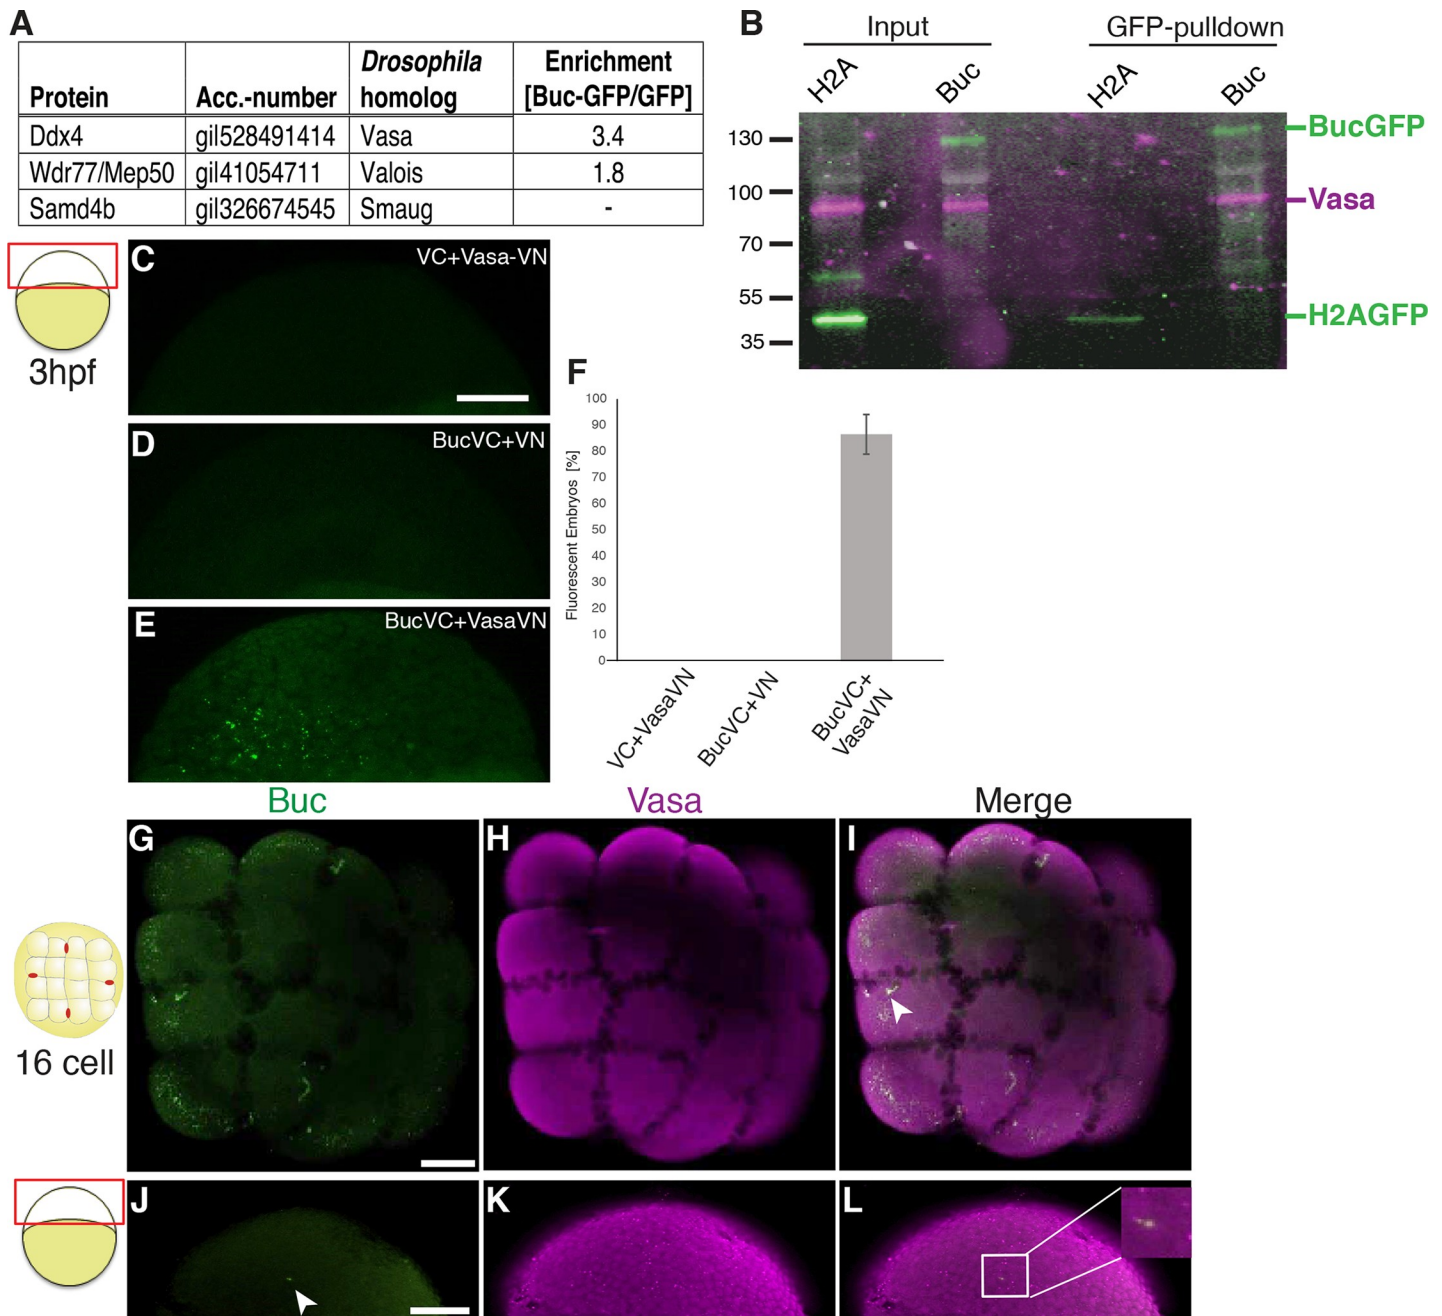 A
Protein Acc.-number Drosophila homolog Enrichment [Buc-GFP/GFP]
Ddx4 gil528491414 Vasa 3.4
Wdr77/Mep50 gil41054711 Valois 1.8
Samd4b gil326674545 Smaug -
B
Input GFP-pulldown
H2A Buc H2A Buc
130
100
70
55
35
BucGFP
Vasa
H2AGFP
3hpf
C
VC+Vasa-VN
D
BucVC+VN
E
BucVC+VasaVN
F
Fluorescent Embryos [%]
100
90
80
70
60
50
40
30
20
10
0
VC+VasaVN
BucVC+VN
BucVC+
VasaVN
Buc Vasa Merge
16 cell
G H I
J K L